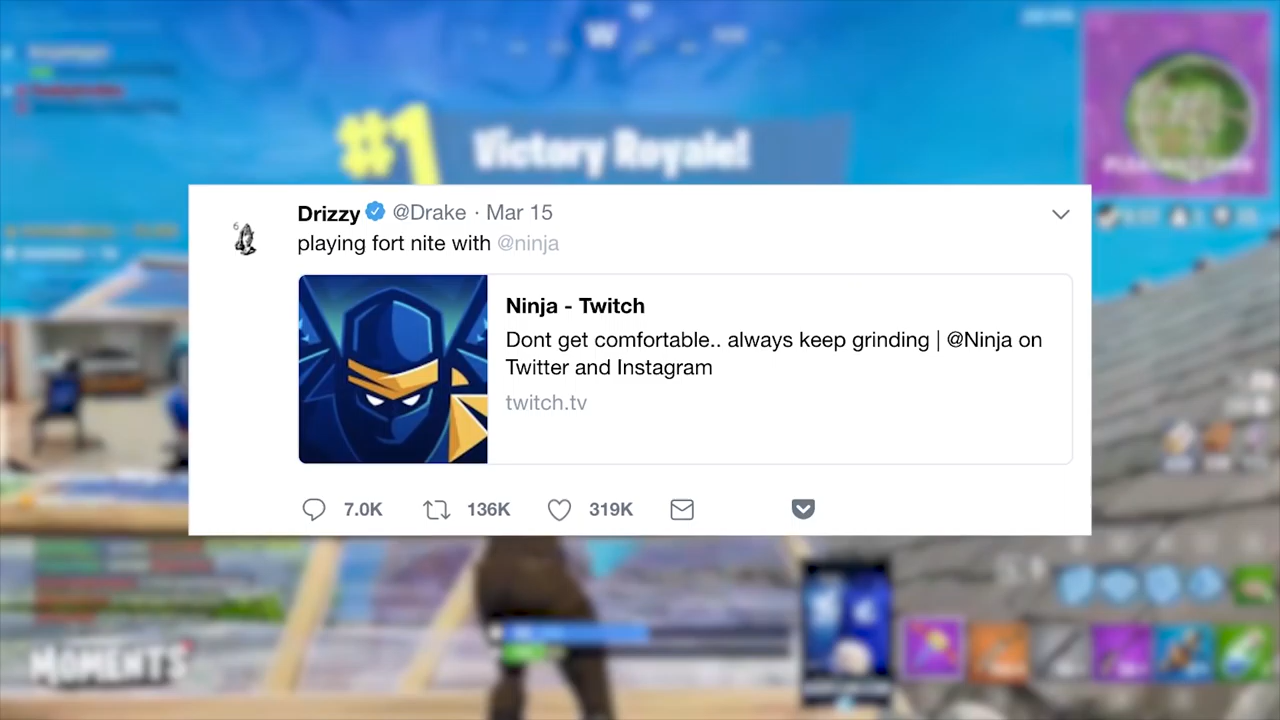 #1 Victory Royale!
Drizzy @Drake · Mar 15
playing fort nite with @ninja
Ninja - Twitch
Dont get comfortable.. always keep grinding | @Ninja on
Twitter and Instagram
twitch.tv
7.0K 136K 319K
MOMENTS